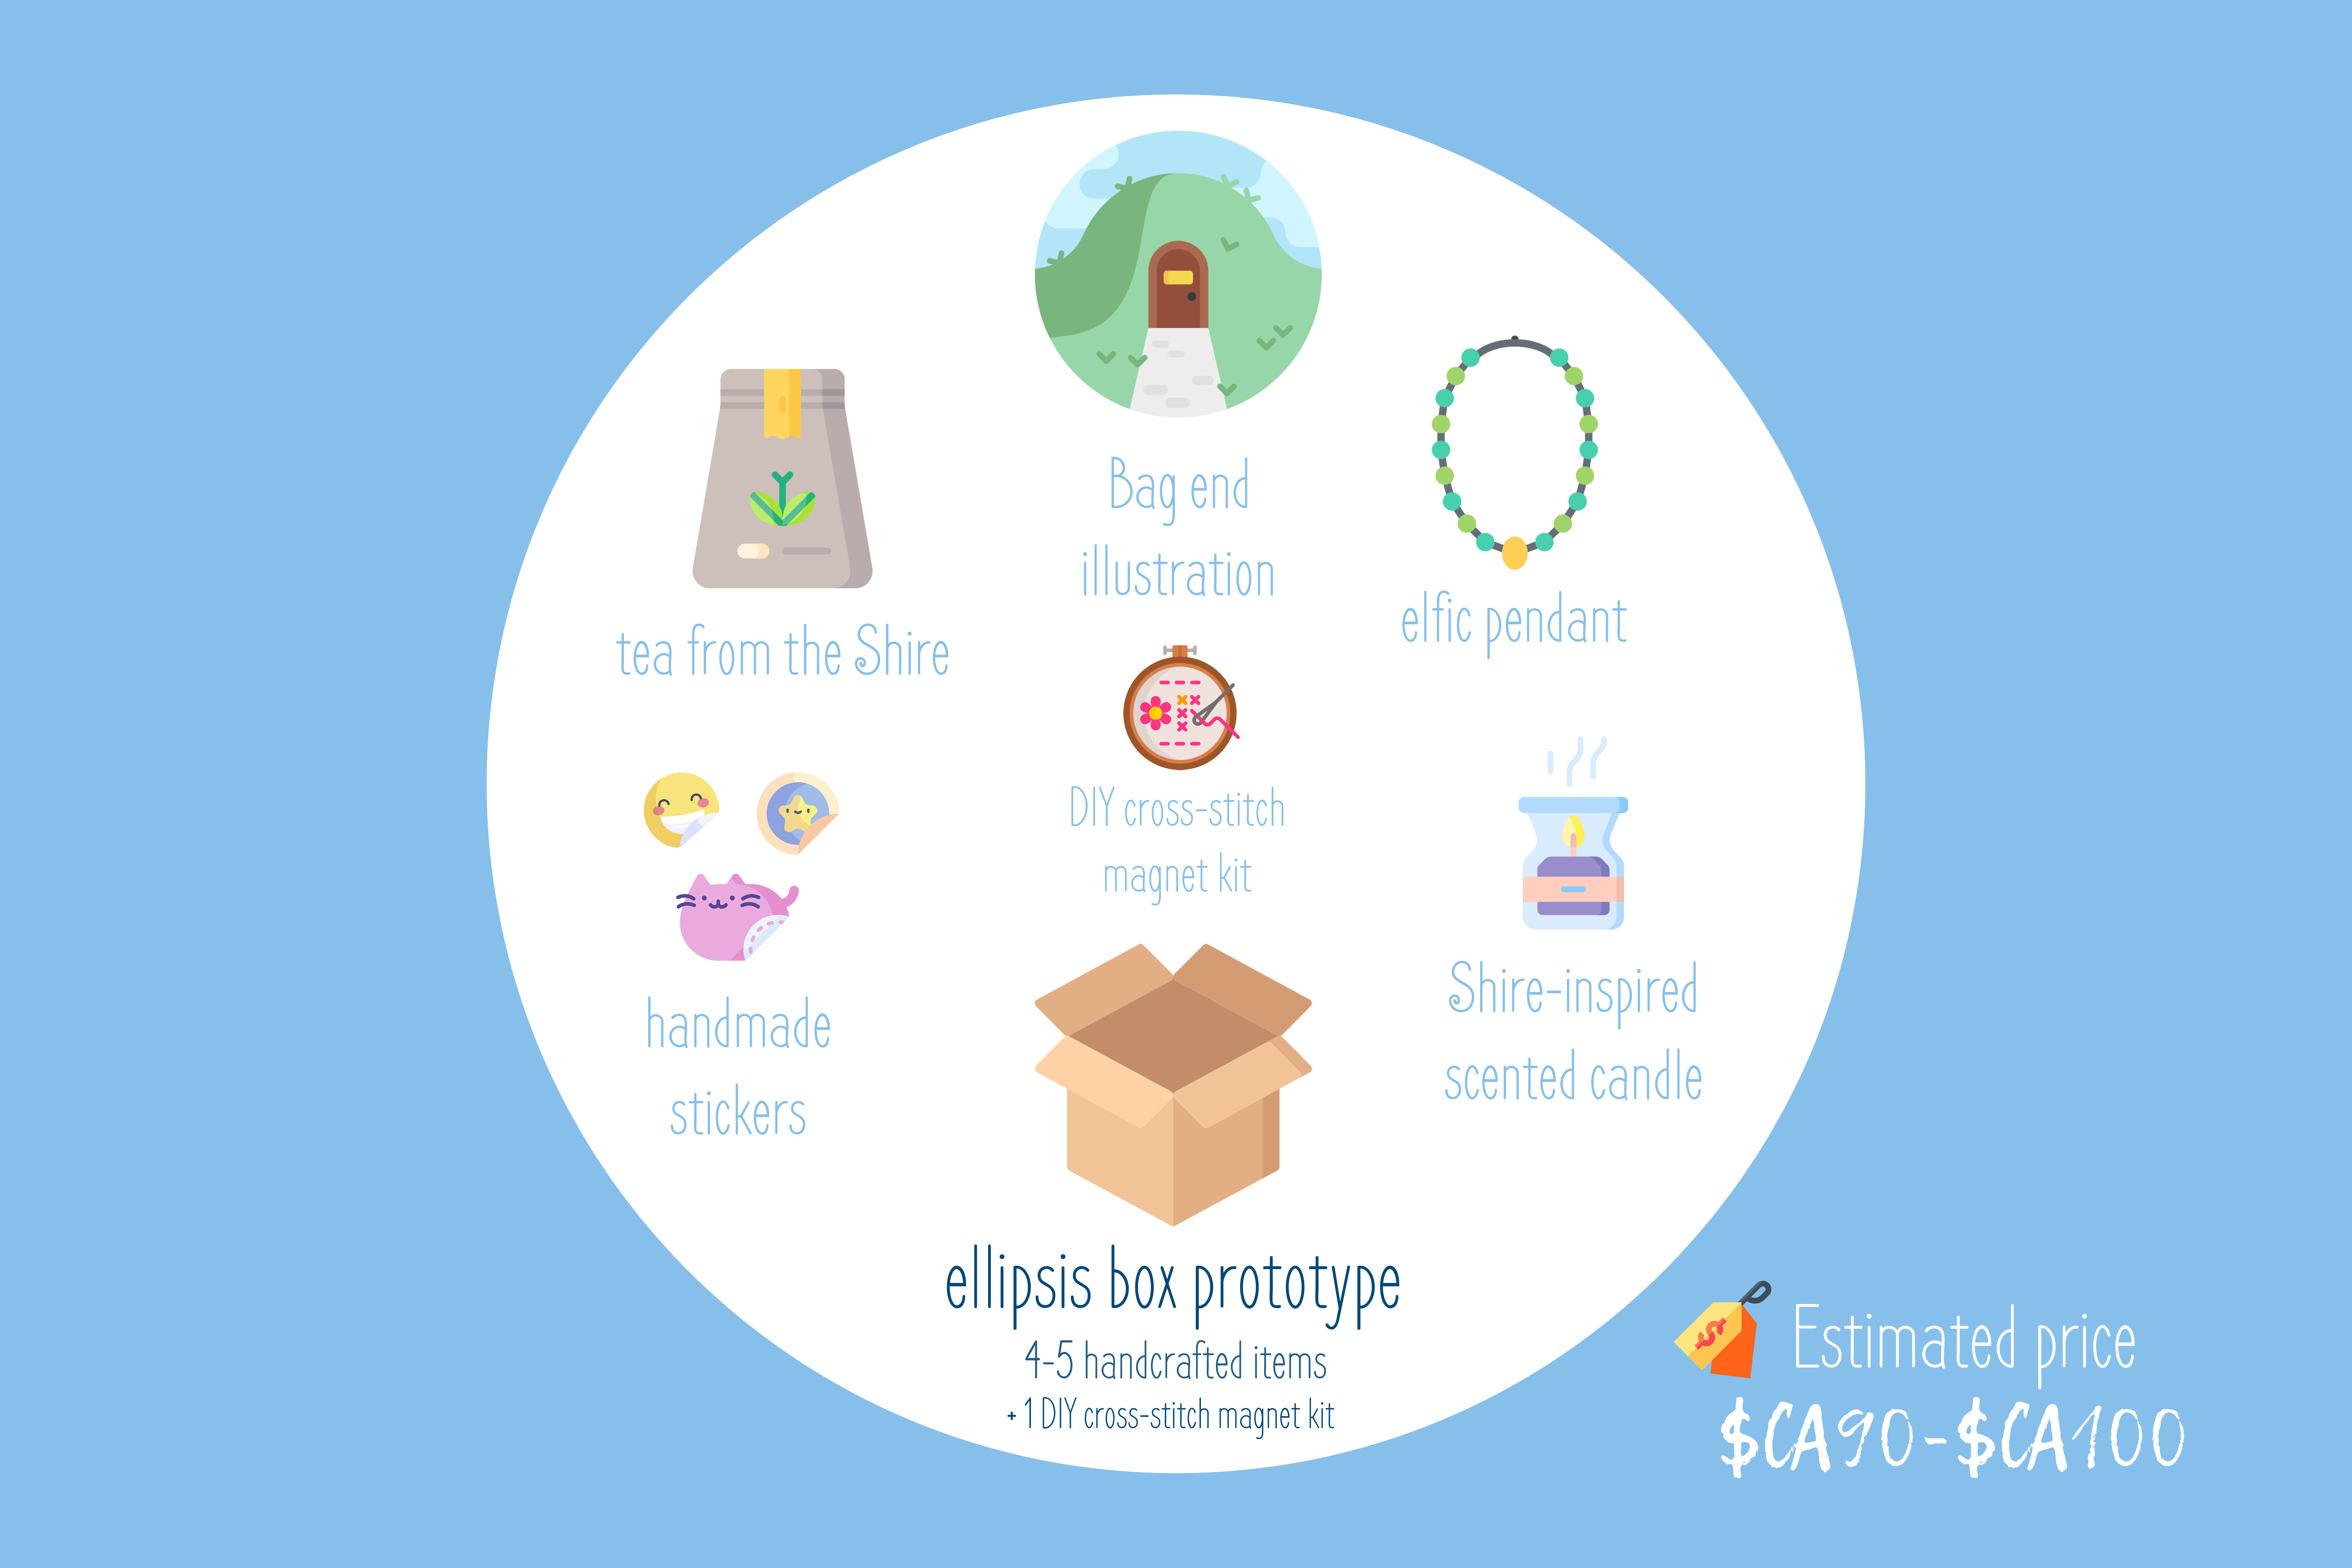 Bag end
illustration
tea from the Shire
elfic pendant
DIY cross-stitch
magnet kit
handmade
stickers
Shire-inspired
scented candle
ellipsis box prototype
4-5 handcrafted items
+ 1 DIY cross-stitch magnet kit
Estimated price
$CA90-$CA100